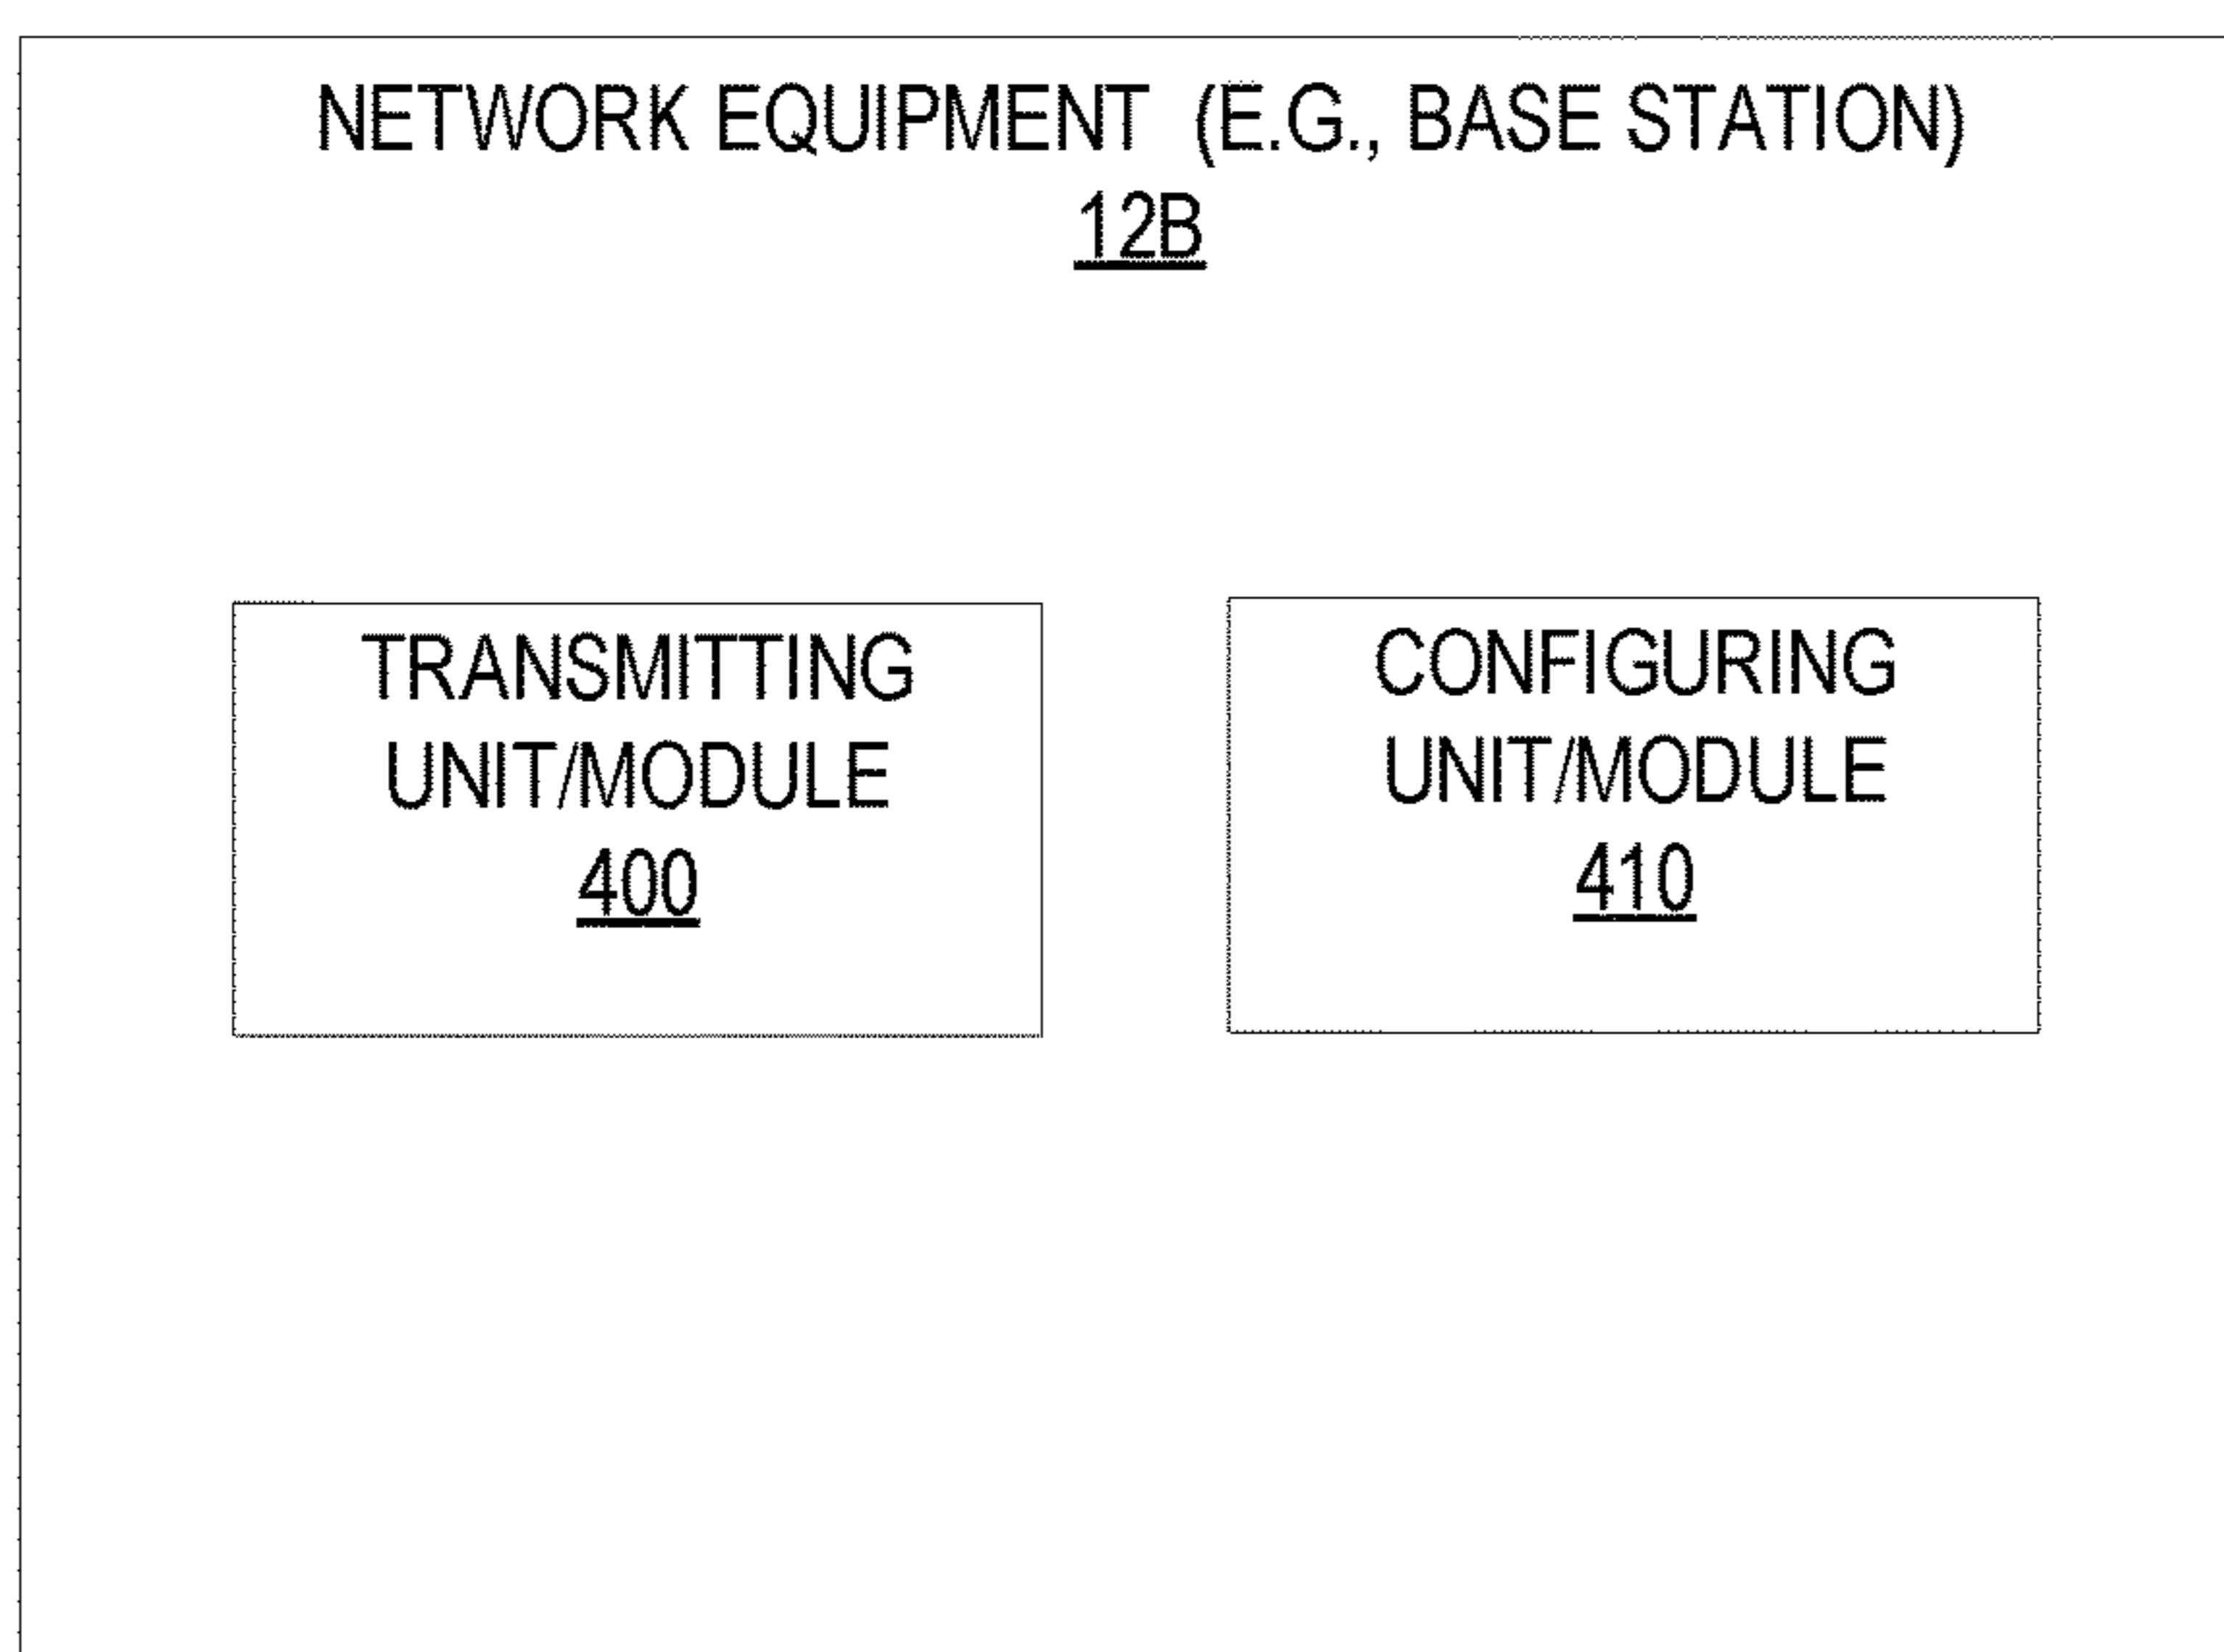 NETWORK EQUIPMENT (E.G., BASE STATION)
12B
TRANSMITTING
UNIT/MODULE
400
CONFIGURING
UNIT/MODULE
410